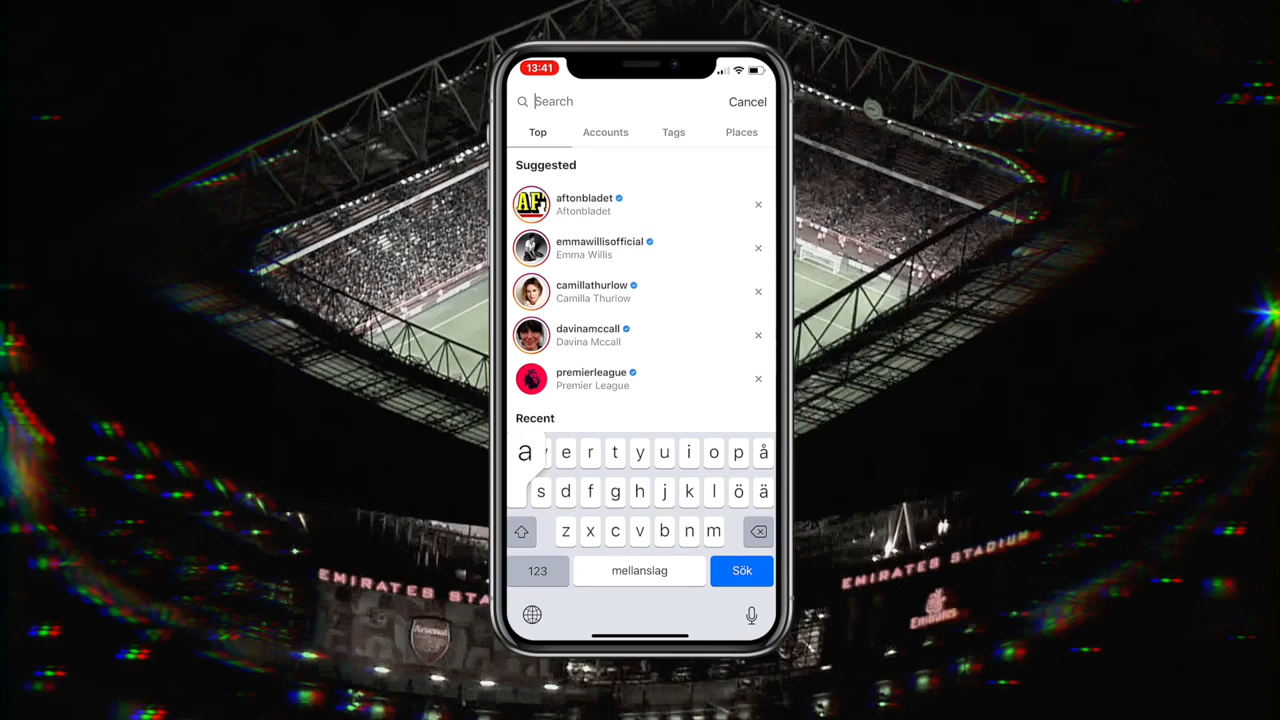 13:41
Search
Cancel
Top Accounts Tags Places
Suggested
AF
aftonbladet
Aftonbladet
emmawillisofficial
Emma Willis
camillathurlow
Camilla Thurlow
davinamccall
Davina Mccall
premierleague
Premier League
Recent
a
e r t y u i o p å
s d f g h j k l ö ä
z x c v b n m
123 mellanslag Sök
EMIRATES STA
EMIRATES STADIUM
Arsenal
Emirates